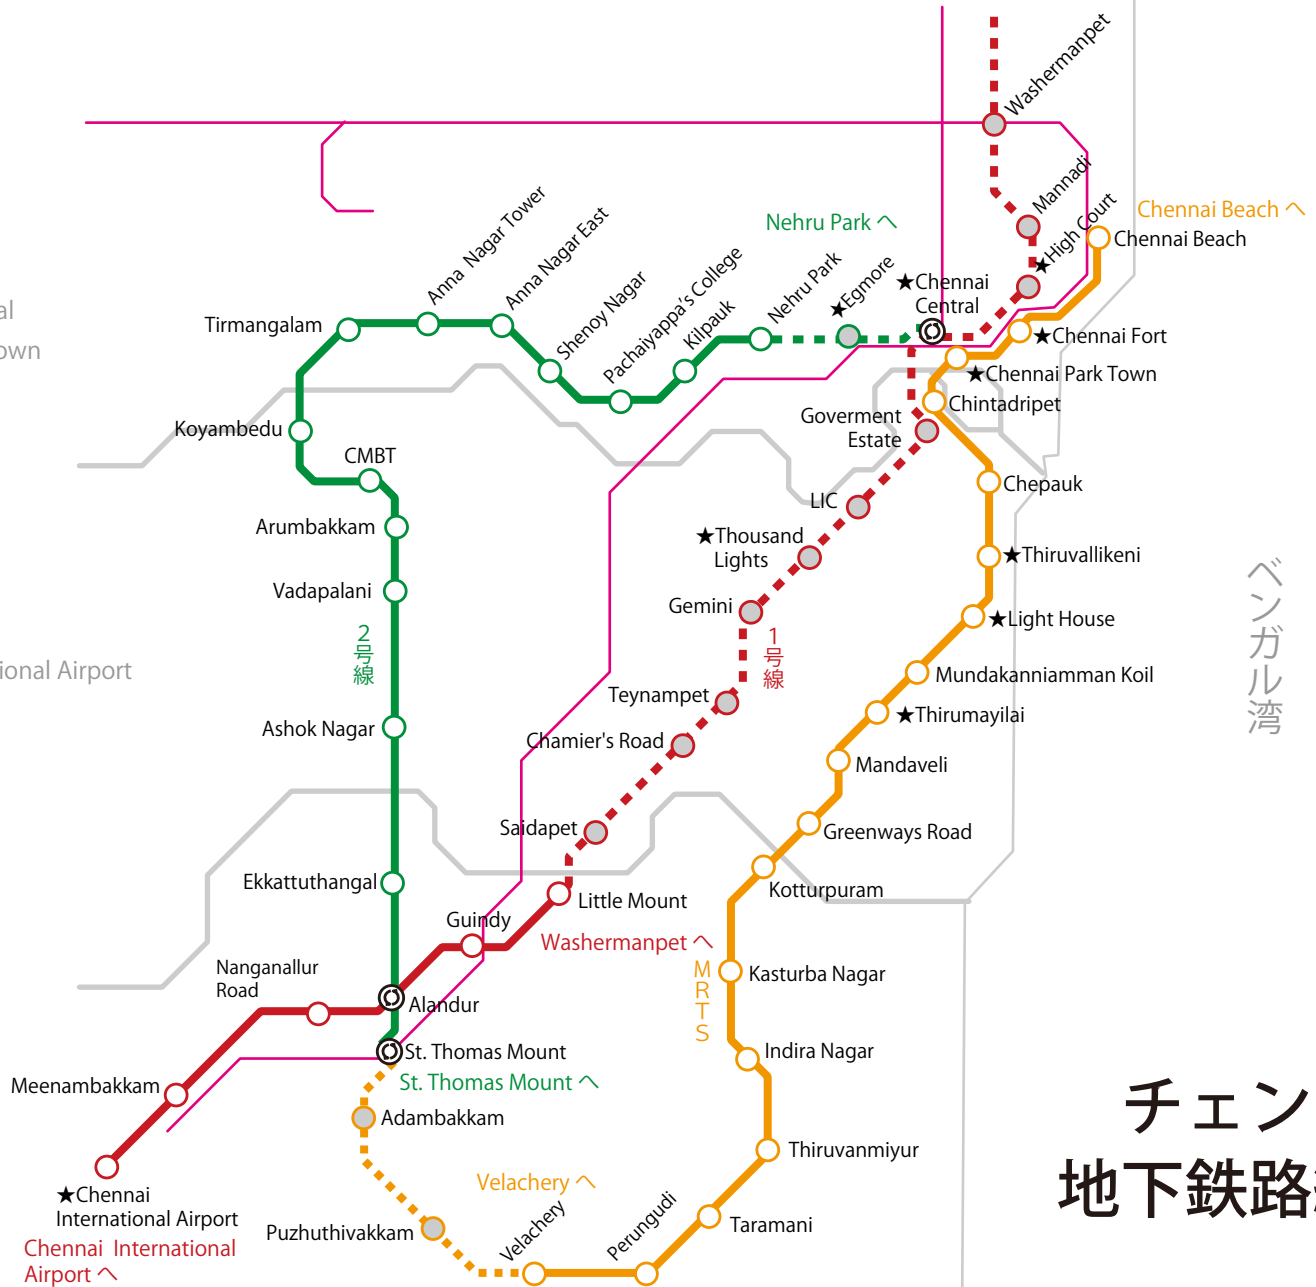 Washermanpet
Mannadi
★High Court
Chennai Beach へ
Chennai Beach
Nehru Park へ
Anna Nagar Tower
Anna Nagar East
Shenoy Nagar
Pachaiyappa's College
Kilpauk
Nehru Park
★Egmore
★Chennai
Central
Tirmangalam
★Chennai Fort
★Chennai Park Town
Chintadripet
Goverment
Estate
Koyambedu
CMBT
Chepauk
LIC
Arumbakkam
★Thousand
Lights
★Thiruvallikeni
Vadapalani
Gemini
★Light House
2号線
1号線
ベンガル湾
Mundakanniamman Koil
ional Airport
Teynampet
★Thirumayilai
Ashok Nagar
Chamier's Road
Mandaveli
Saidapet
Greenways Road
Ekkattuthangal
Kotturpuram
Little Mount
Guindy
Washermanpet へ
Nanganallur
Road
MRTS
Kasturba Nagar
Alandur
St. Thomas Mount
Indira Nagar
St. Thomas Mount へ
Meenambakkam
Adambakkam
チェン
Thiruvanmiyur
地下鉄路
★Chennai
International Airport
Velachery へ
Velachery
Perungudi
Taramani
Puzhuthivakkam
Chennai International
Airport へ
al
own